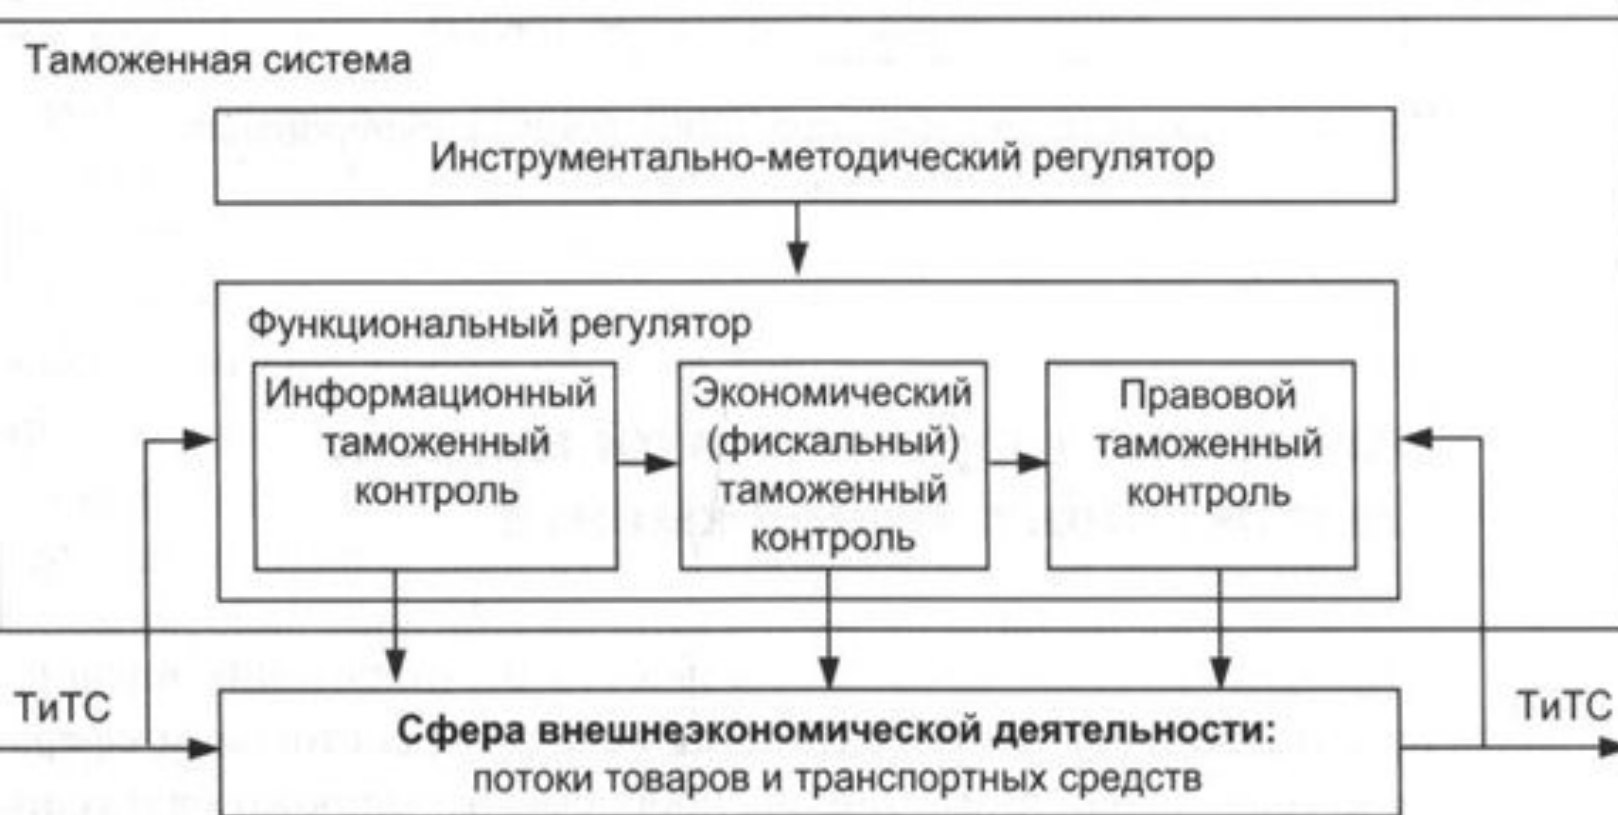 Таможенная система
Инструментально-методический регулятор
Функциональный регулятор
Информационный
таможенный
контроль
Экономический
(фискальный)
таможенный
контроль
Правовой
таможенный
контроль
ТиТС
Сфера внешнеэкономической деятельности:
потоки товаров и транспортных средств
ТиТС